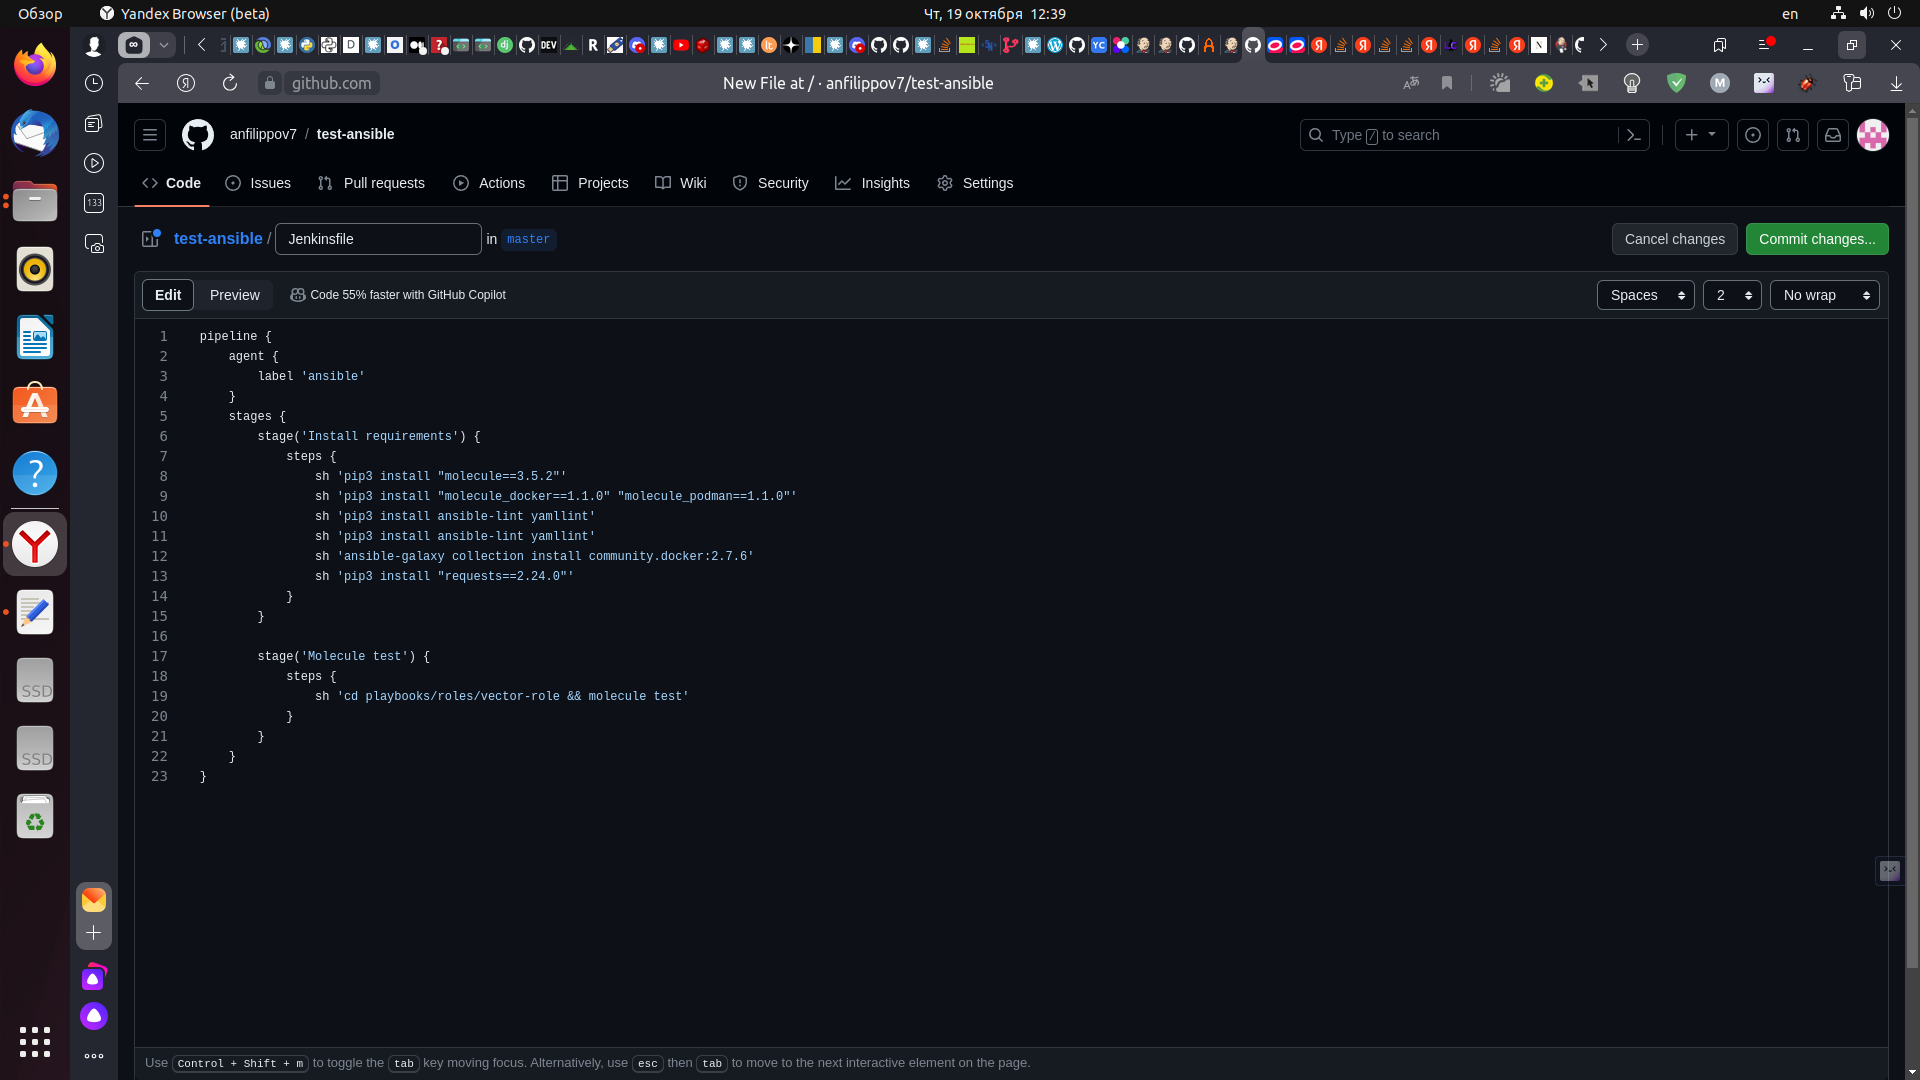 Обзор
Yandex Browser (beta)
Чт, 19 октября 12:39
en
github.com
New File at / · anfilippov7/test-ansible
anfilippov7 / test-ansible
Type / to search
Code
Issues
Pull requests
Actions
Projects
Wiki
Security
Insights
Settings
133
test-ansible / Jenkinsfile in master
Cancel changes
Commit changes...
Edit
Preview
Code 55% faster with GitHub Copilot
Spaces
2
No wrap
1 pipeline {
2 agent {
3 label 'ansible'
4 }
5 stages {
6 stage('Install requirements') {
7 steps {
8 sh 'pip3 install "molecule==3.5.2"'
9 sh 'pip3 install "molecule_docker==1.1.0" "molecule_podman==1.1.0"'
10 sh 'pip3 install ansible-lint yamllint'
11 sh 'pip3 install ansible-lint yamllint'
12 sh 'ansible-galaxy collection install community.docker:2.7.6'
13 sh 'pip3 install "requests==2.24.0"'
14 }
15 }
16
17 stage('Molecule test') {
18 steps {
19 sh 'cd playbooks/roles/vector-role && molecule test'
20 }
21 }
22 }
23 }
SSD
SSD
Use Control + Shift + m to toggle the tab key moving focus. Alternatively, use esc then tab to move to the next interactive element on the page.